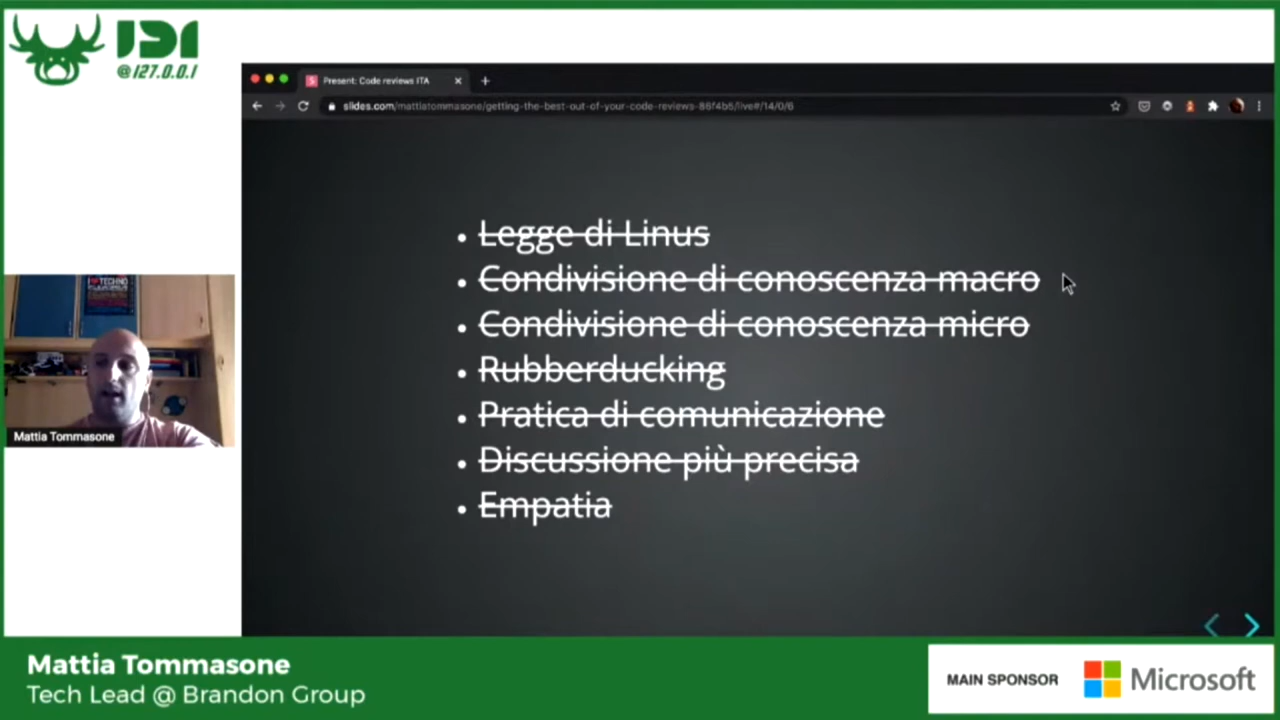 IDI
@127.0.0.1
Present: Code reviews ITA
slides.com/mattiatommasone/getting-the-best-out-of-your-code-reviews-86f4b5/live#/14/0/6
Legge di Linus
Condivisione di conoscenza macro
Condivisione di conoscenza micro
Rubberducking
Pratica di comunicazione
Discussione più precisa
Empatia
TECHNO
Mattia Tommasone
Mattia Tommasone
Tech Lead @ Brandon Group
MAIN SPONSOR
Microsoft